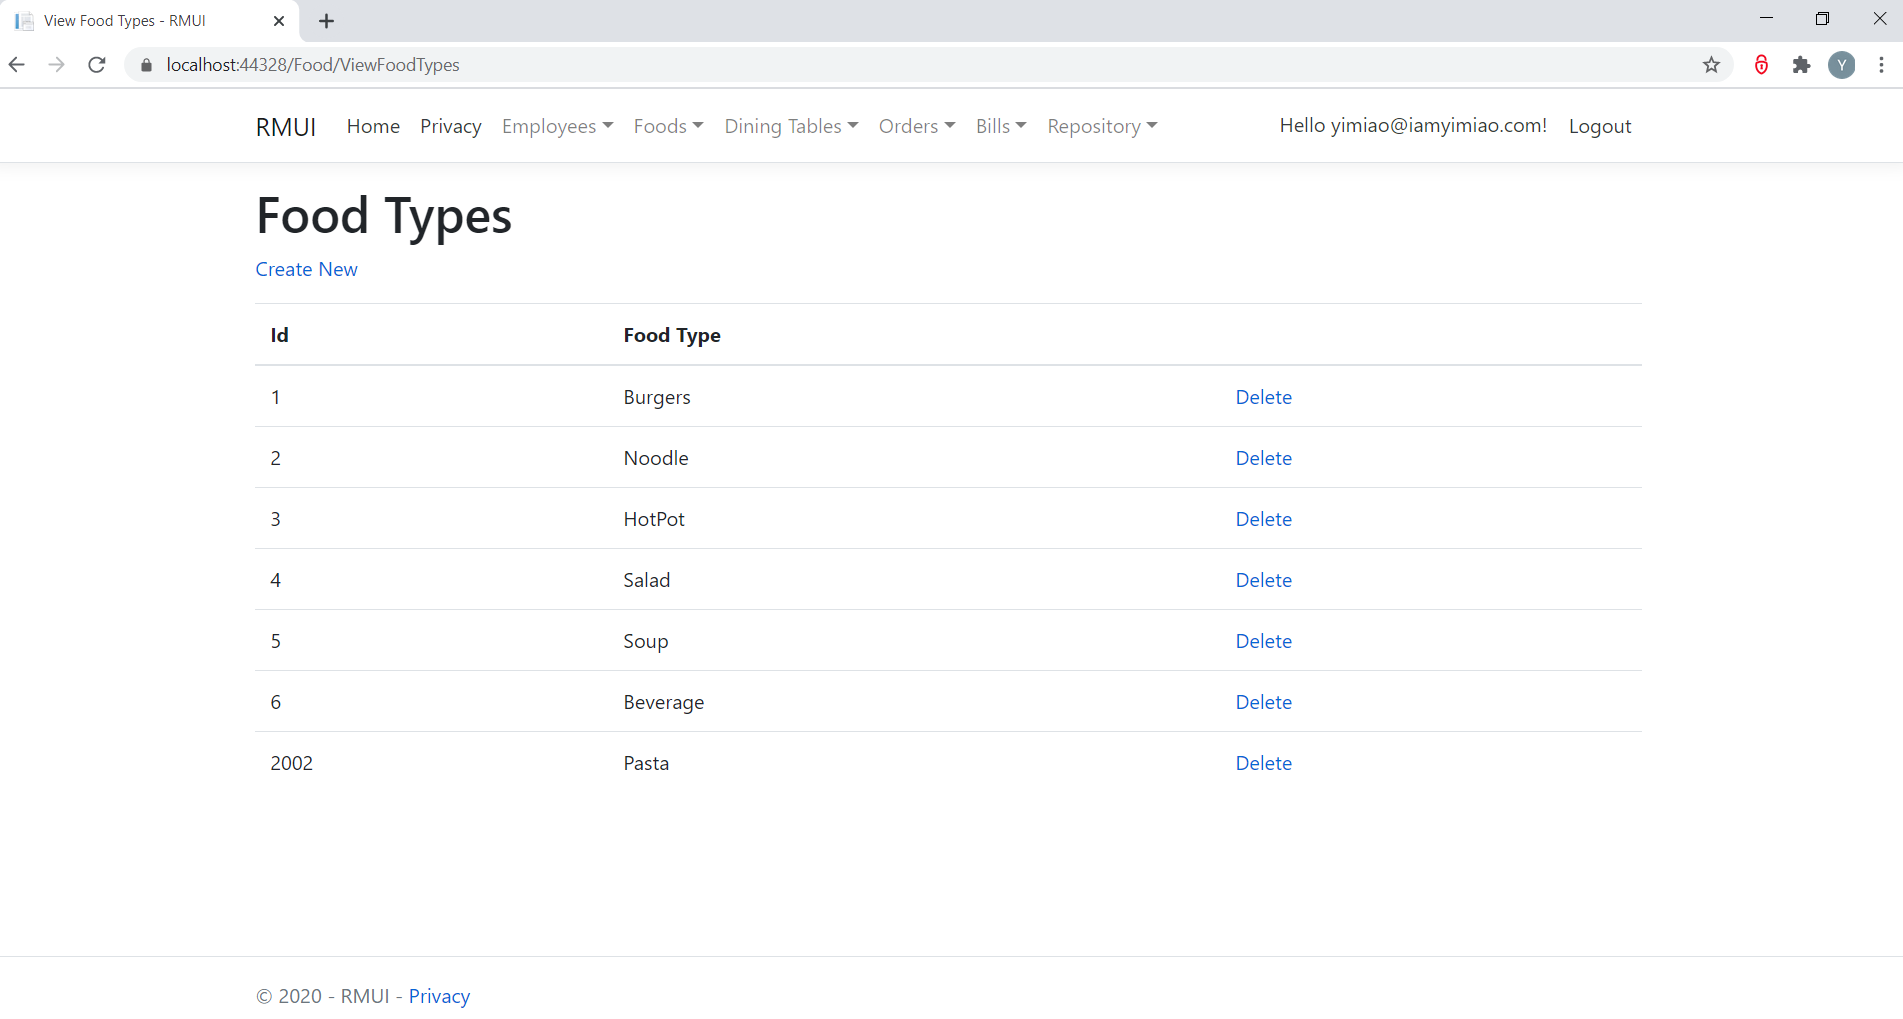 View Food Types - RMUI
localhost:44328/Food/ViewFoodTypes
Y
RMUI Home Privacy Employees Foods Dining Tables Orders Bills Repository Hello yimiao@iamyimiao.com! Logout
Food Types
Create New
Id Food Type
1 Burgers Delete
2 Noodle Delete
3 HotPot Delete
4 Salad Delete
5 Soup Delete
6 Beverage Delete
2002 Pasta Delete
© 2020 - RMUI - Privacy